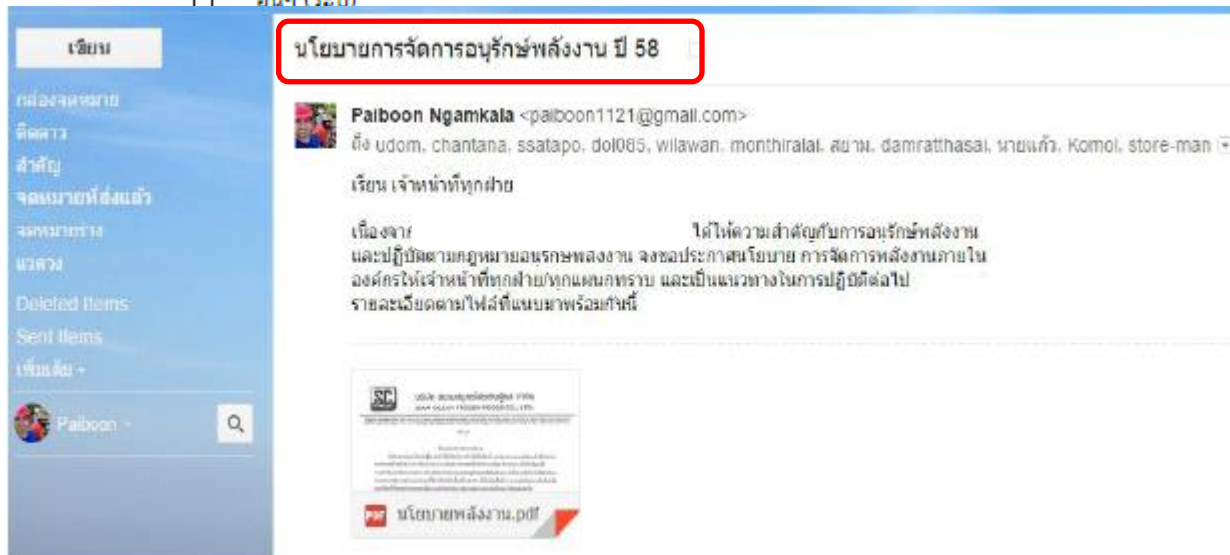 เขียน
นโยบายการจัดการอนุรักษ์พลังงาน ปี 58
กล่องจดหมาย
ติดดาว
สำคัญ
จดหมายที่ส่งแล้ว
จดหมายร่าง
แวดวง
Deleted Items
Sent Items
เพิ่มเติม
Paiboon
Paiboon Ngamkala <paiboon1121@gmail.com>
ถึง udom, chantana, ssatapo, dol085, wilawan, monthiralai, สยาม, damratthasai, นายแก้ว, Komol, store-man
เรียน เจ้าหน้าที่ทุกฝ่าย
เนื่องจาก ได้ให้ความสำคัญกับการอนุรักษ์พลังงาน
และปฏิบัติตามกฎหมายอนุรักษ์พลังงาน จึงขอประกาศนโยบาย การจัดการพลังงานภายใน
องค์กรให้เจ้าหน้าที่ทุกฝ่าย/ทุกแผนกทราบ และเป็นแนวทางในการปฏิบัติต่อไป
รายละเอียดตามไฟล์ที่แนบมาพร้อมกันนี้
SC
PDF นโยบายพลังงาน.pdf